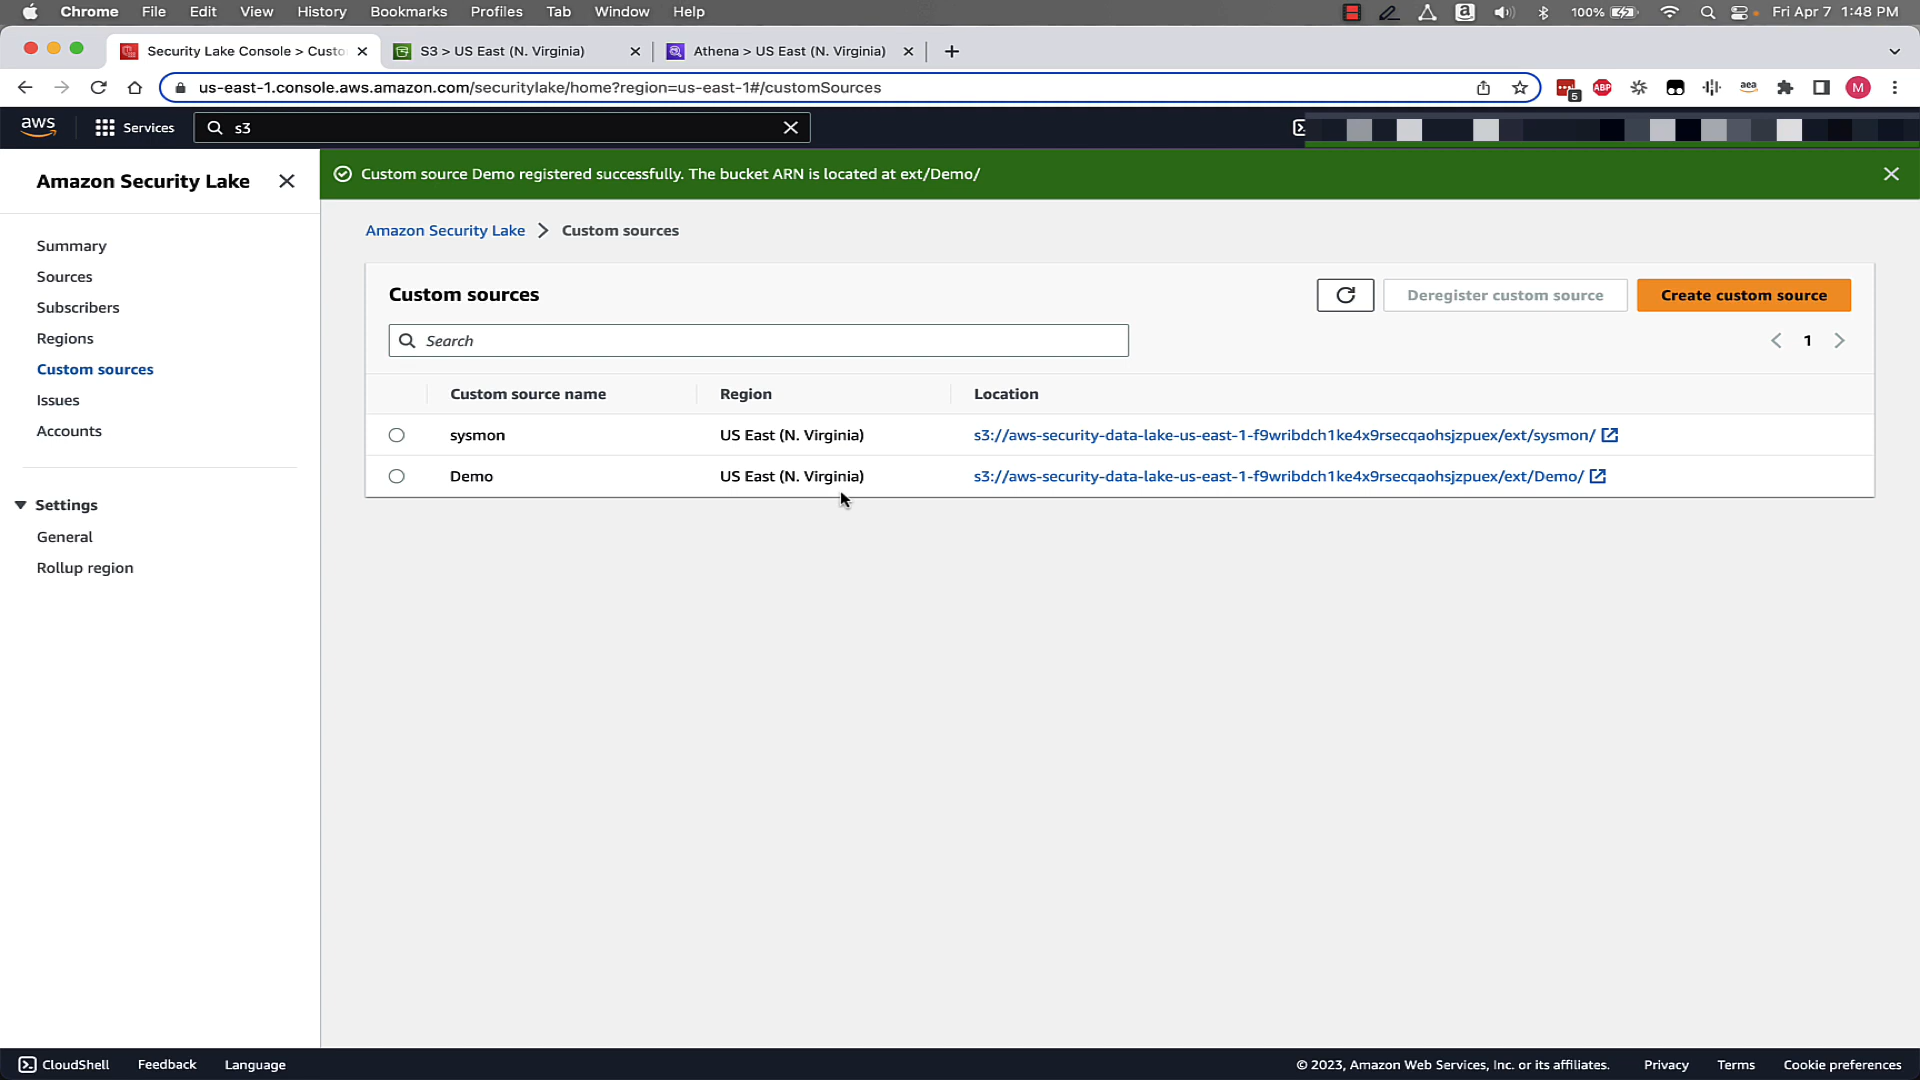 Chrome File Edit View History Bookmarks Profiles Tab Window Help 100% Fri Apr 7 1:48 PM
Security Lake Console > Custo S3 > US East (N. Virginia) Athena > US East (N. Virginia)
us-east-1.console.aws.amazon.com/securitylake/home?region=us-east-1#/customSources 5 ABP aea M
aws Services s3
Amazon Security Lake
Custom source Demo registered successfully. The bucket ARN is located at ext/Demo/
Summary
Sources
Subscribers
Regions
Custom sources
Issues
Accounts
Settings
General
Rollup region
Amazon Security Lake > Custom sources
Custom sources
Deregister custom source
Create custom source
Search
1
Custom source name Region Location
sysmon US East (N. Virginia) s3://aws-security-data-lake-us-east-1-f9wribdch1ke4x9rsecqaohsjzpuex/ext/sysmon/
Demo US East (N. Virginia) s3://aws-security-data-lake-us-east-1-f9wribdch1ke4x9rsecqaohsjzpuex/ext/Demo/
CloudShell Feedback Language © 2023, Amazon Web Services, Inc. or its affiliates. Privacy Terms Cookie preferences